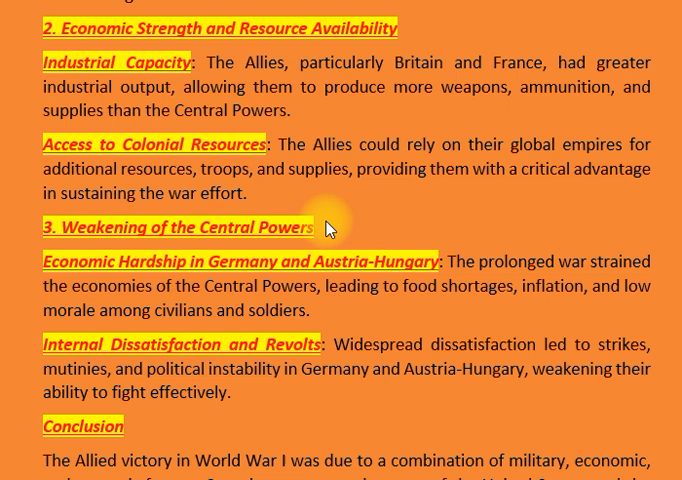 2. Economic Strength and Resource Availability
Industrial Capacity: The Allies, particularly Britain and France, had greater
industrial output, allowing them to produce more weapons, ammunition, and
supplies than the Central Powers.
Access to Colonial Resources: The Allies could rely on their global empires for
additional resources, troops, and supplies, providing them with a critical advantage
in sustaining the war effort.
3. Weakening of the Central Powers
Economic Hardship in Germany and Austria-Hungary: The prolonged war strained
the economies of the Central Powers, leading to food shortages, inflation, and low
morale among civilians and soldiers.
Internal Dissatisfaction and Revolts: Widespread dissatisfaction led to strikes,
mutinies, and political instability in Germany and Austria-Hungary, weakening their
ability to fight effectively.
Conclusion
The Allied victory in World War I was due to a combination of military, economic,